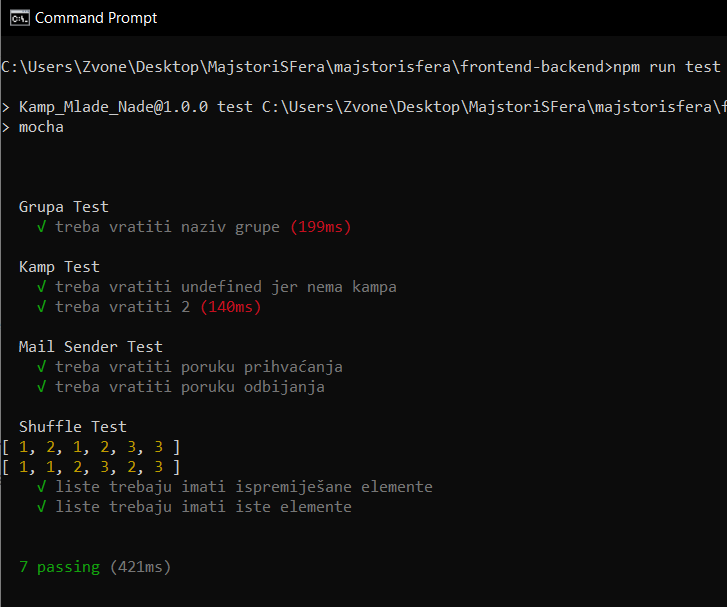 Command Prompt
C:\Users\Zvone\Desktop\MajstoriSFera\majstorisfera\frontend-backend>npm run test
> Kamp_Mlade_Nade@1.0.0 test C:\Users\Zvone\Desktop\MajstoriSFera\majstorisfera\f
> mocha
Grupa Test
√ treba vratiti naziv grupe (199ms)
Kamp Test
√ treba vratiti undefined jer nema kampa
√ treba vratiti 2 (140ms)
Mail Sender Test
√ treba vratiti poruku prihvaćanja
√ treba vratiti poruku odbijanja
Shuffle Test
[ 1, 2, 1, 2, 3, 3 ]
[ 1, 1, 2, 3, 2, 3 ]
√ liste trebaju imati ispremiješane elemente
√ liste trebaju imati iste elemente
7 passing (421ms)